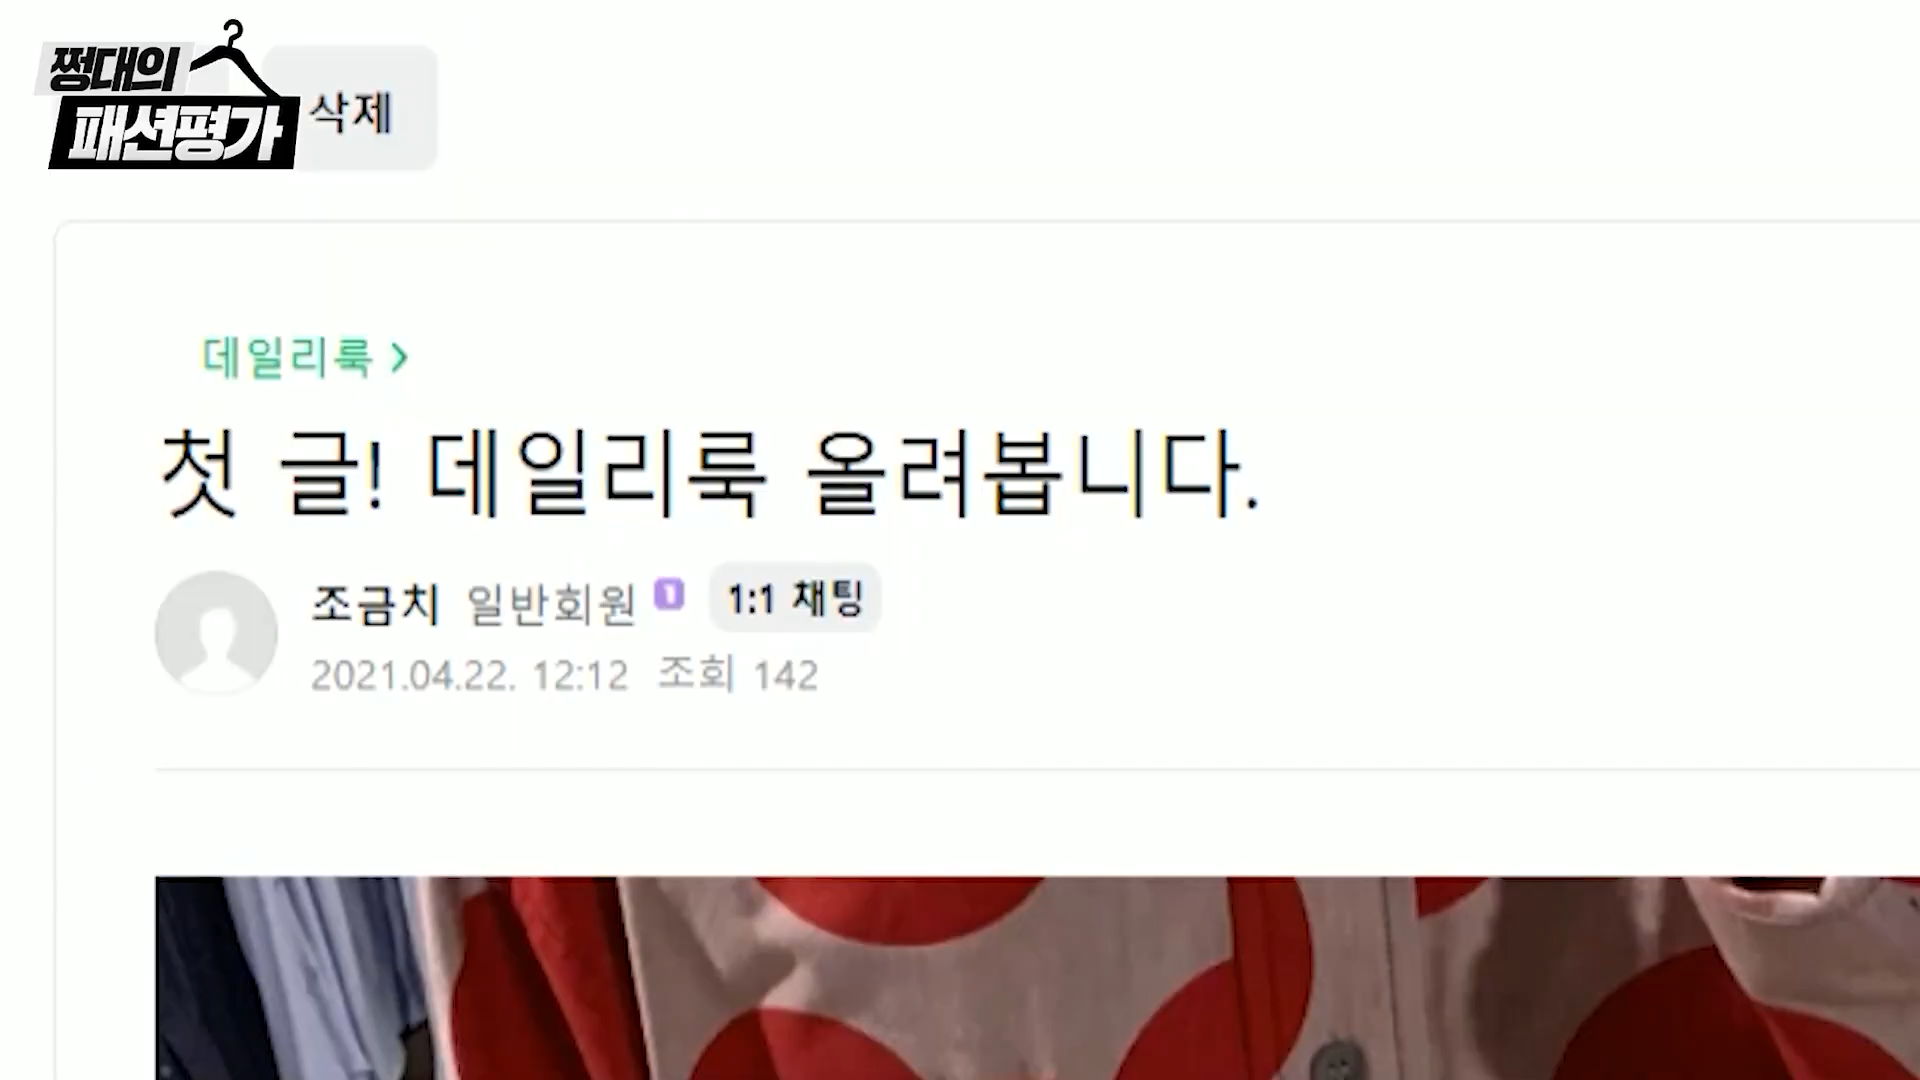 쩡대의
패션평가
삭제
데일리룩 >
첫 글! 데일리룩 올려봅니다.
조금치 일반회원 1 1:1 채팅
2021.04.22. 12:12 조회 142